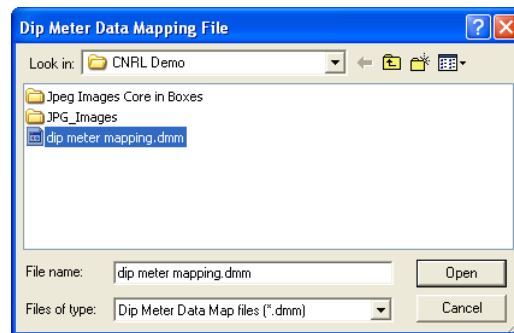 Dip Meter Data Mapping File
Look in: CNRL Demo
Jpeg Images Core in Boxes
JPG_Images
dip meter mapping.dmm
File name: dip meter mapping.dmm Open
Files of type: Dip Meter Data Map files (*.dmm) Cancel